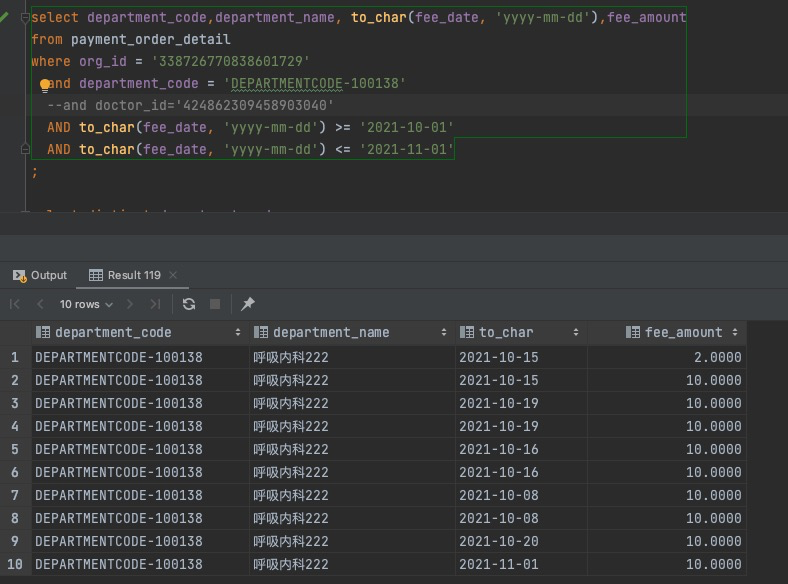 select department_code,department_name, to_char(fee_date, 'yyyy-mm-dd'),fee_amount
from payment_order_detail
where org_id = '338726770838601729'
and department_code = 'DEPARTMENTCODE-100138'
--and doctor_id='424862309458903040'
AND to_char(fee_date, 'yyyy-mm-dd') >= '2021-10-01'
AND to_char(fee_date, 'yyyy-mm-dd') <= '2021-11-01'
;
Output Result 119 ×
10 rows
department_code department_name to_char fee_amount
1 DEPARTMENTCODE-100138 呼吸内科222 2021-10-15 2.0000
2 DEPARTMENTCODE-100138 呼吸内科222 2021-10-15 10.0000
3 DEPARTMENTCODE-100138 呼吸内科222 2021-10-19 10.0000
4 DEPARTMENTCODE-100138 呼吸内科222 2021-10-19 10.0000
5 DEPARTMENTCODE-100138 呼吸内科222 2021-10-16 10.0000
6 DEPARTMENTCODE-100138 呼吸内科222 2021-10-16 10.0000
7 DEPARTMENTCODE-100138 呼吸内科222 2021-10-08 10.0000
8 DEPARTMENTCODE-100138 呼吸内科222 2021-10-08 10.0000
9 DEPARTMENTCODE-100138 呼吸内科222 2021-10-20 10.0000
10 DEPARTMENTCODE-100138 呼吸内科222 2021-11-01 10.0000